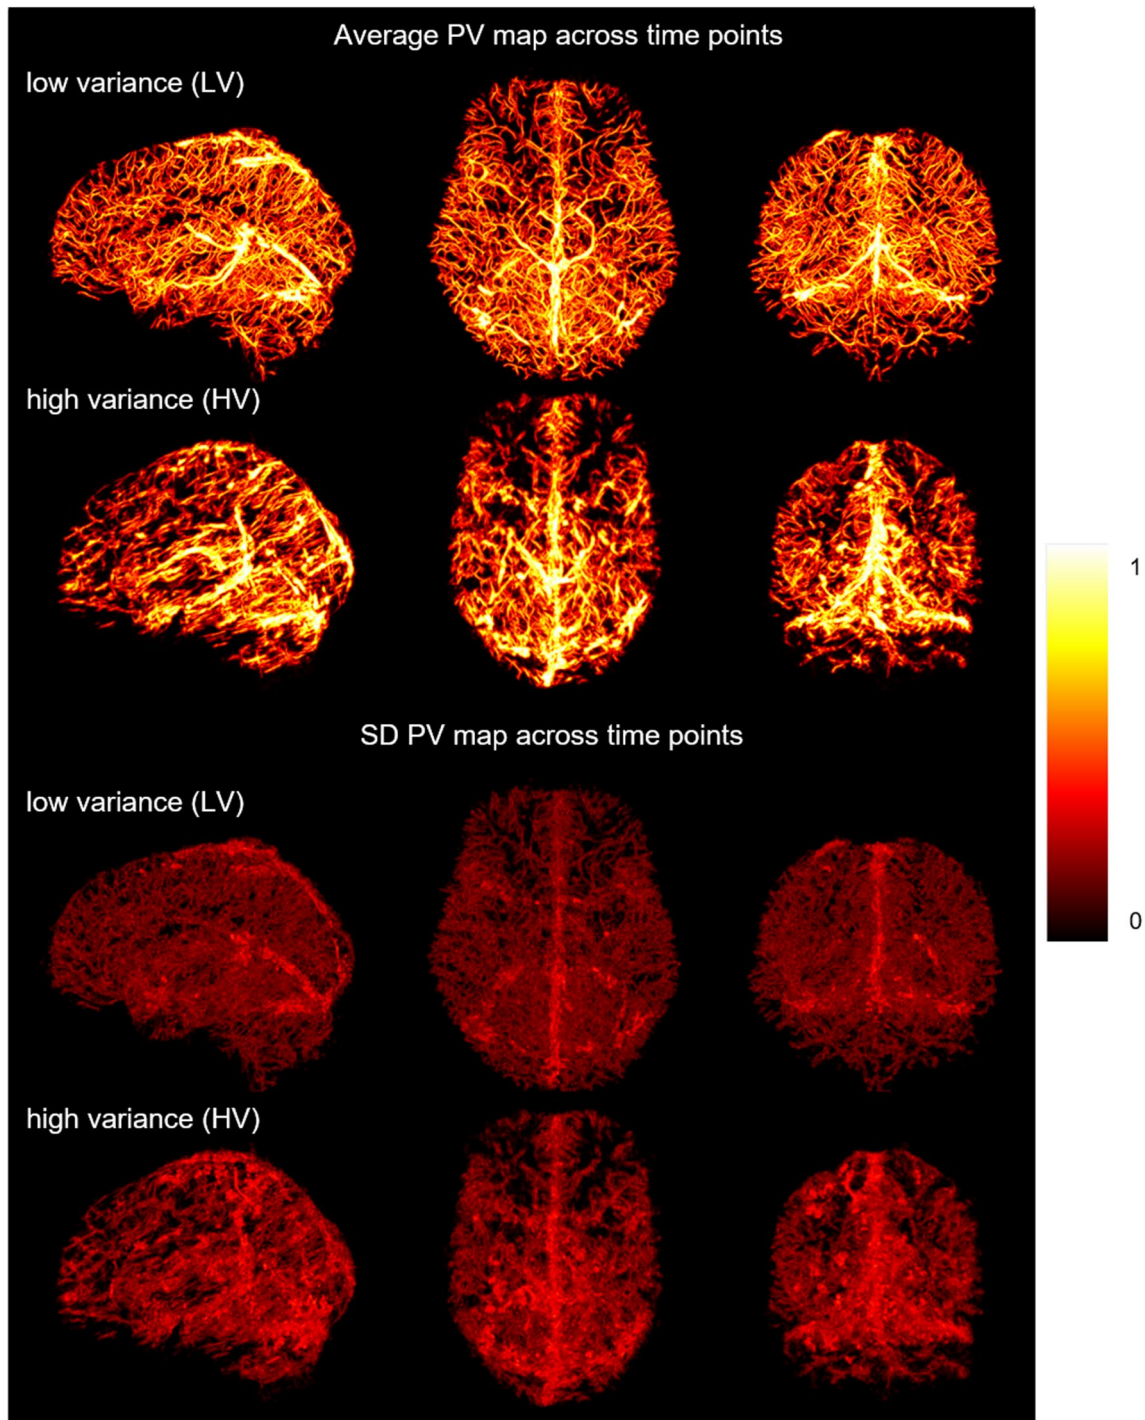 Average PV map across time points
low variance (LV)
high variance (HV)
1
0
SD PV map across time points
low variance (LV)
high variance (HV)